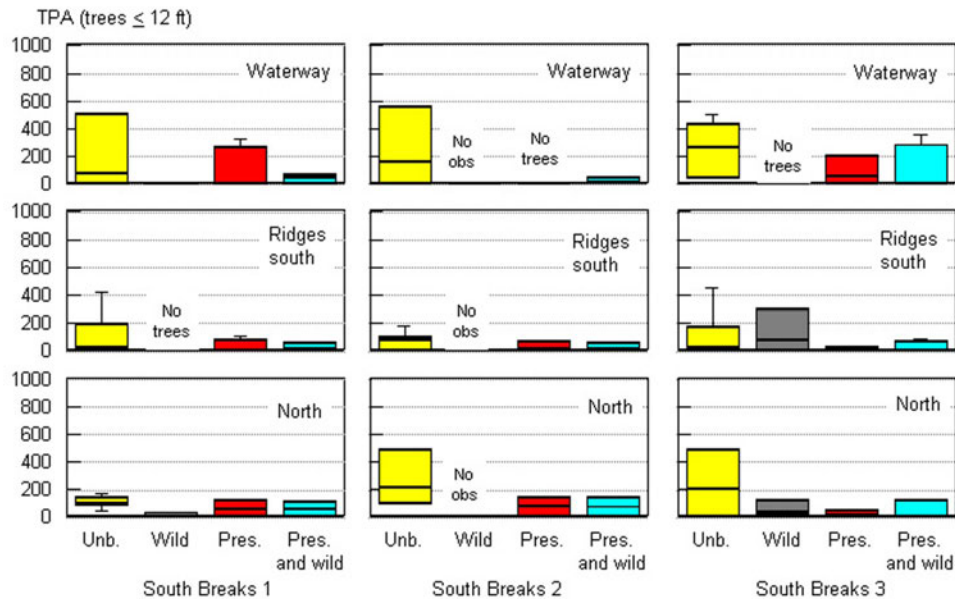 TPA (trees ≤ 12 ft)
1000
800
600
400
200
0
Waterway
Waterway
No
obs
No
trees
Waterway
No
trees
1000
800
600
400
200
0
Ridges
south
No
trees
Ridges
south
No
obs
Ridges
south
1000
800
600
400
200
0
North
North
No
obs
North
Unb. Wild Pres. Pres.
and wild
Unb. Wild Pres. Pres.
and wild
Unb. Wild Pres. Pres.
and wild
South Breaks 1
South Breaks 2
South Breaks 3